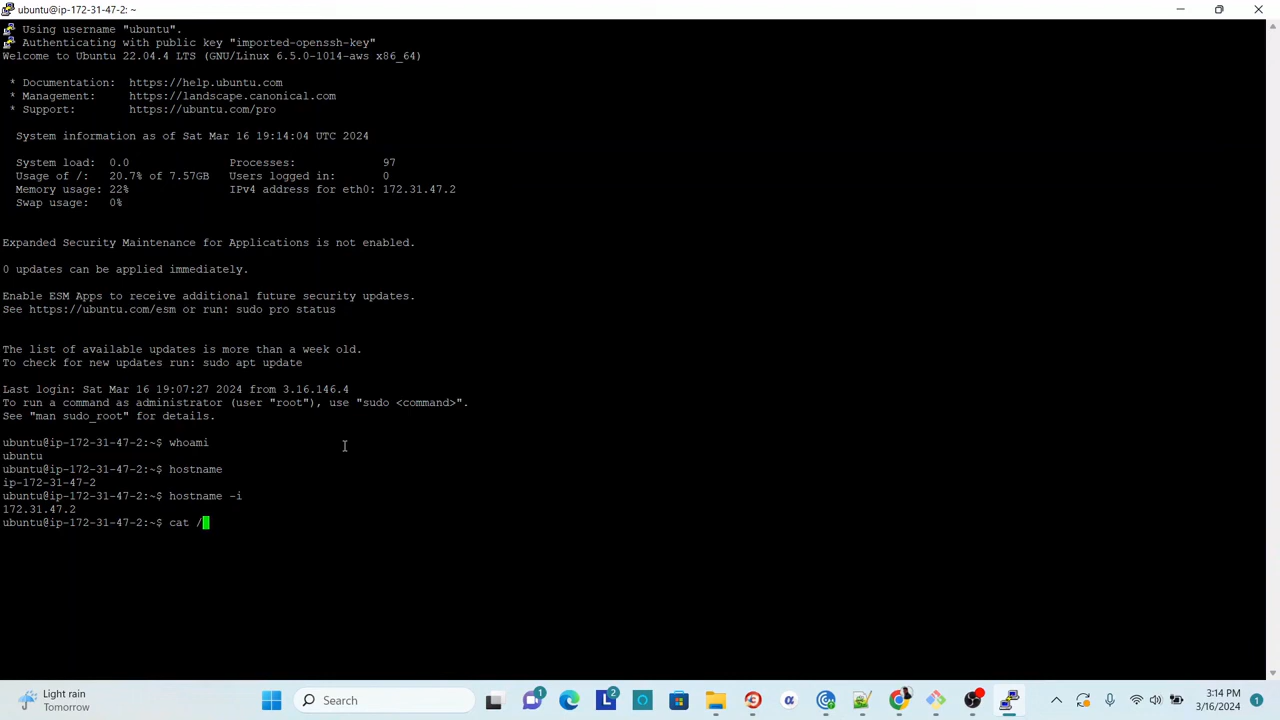 ubuntu@ip-172-31-47-2: ~
Using username "ubuntu".
Authenticating with public key "imported-openssh-key"
Welcome to Ubuntu 22.04.4 LTS (GNU/Linux 6.5.0-1014-aws x86_64)
* Documentation:  https://help.ubuntu.com
* Management:     https://landscape.canonical.com
* Support:        https://ubuntu.com/pro
System information as of Sat Mar 16 19:14:04 UTC 2024
System load:  0.0               Processes:             97
Usage of /:   20.7% of 7.57GB   Users logged in:       0
Memory usage: 22%               IPv4 address for eth0: 172.31.47.2
Swap usage:   0%
Expanded Security Maintenance for Applications is not enabled.
0 updates can be applied immediately.
Enable ESM Apps to receive additional future security updates.
See https://ubuntu.com/esm or run: sudo pro status
The list of available updates is more than a week old.
To check for new updates run: sudo apt update
Last login: Sat Mar 16 19:07:27 2024 from 3.16.146.4
To run a command as administrator (user "root"), use "sudo <command>".
See "man sudo_root" for details.
ubuntu@ip-172-31-47-2:~$ whoami
ubuntu
ubuntu@ip-172-31-47-2:~$ hostname
ip-172-31-47-2
ubuntu@ip-172-31-47-2:~$ hostname -i
172.31.47.2
ubuntu@ip-172-31-47-2:~$ cat /
Light rain
Tomorrow
Search
1
L
2
α
3:14 PM
3/16/2024
1